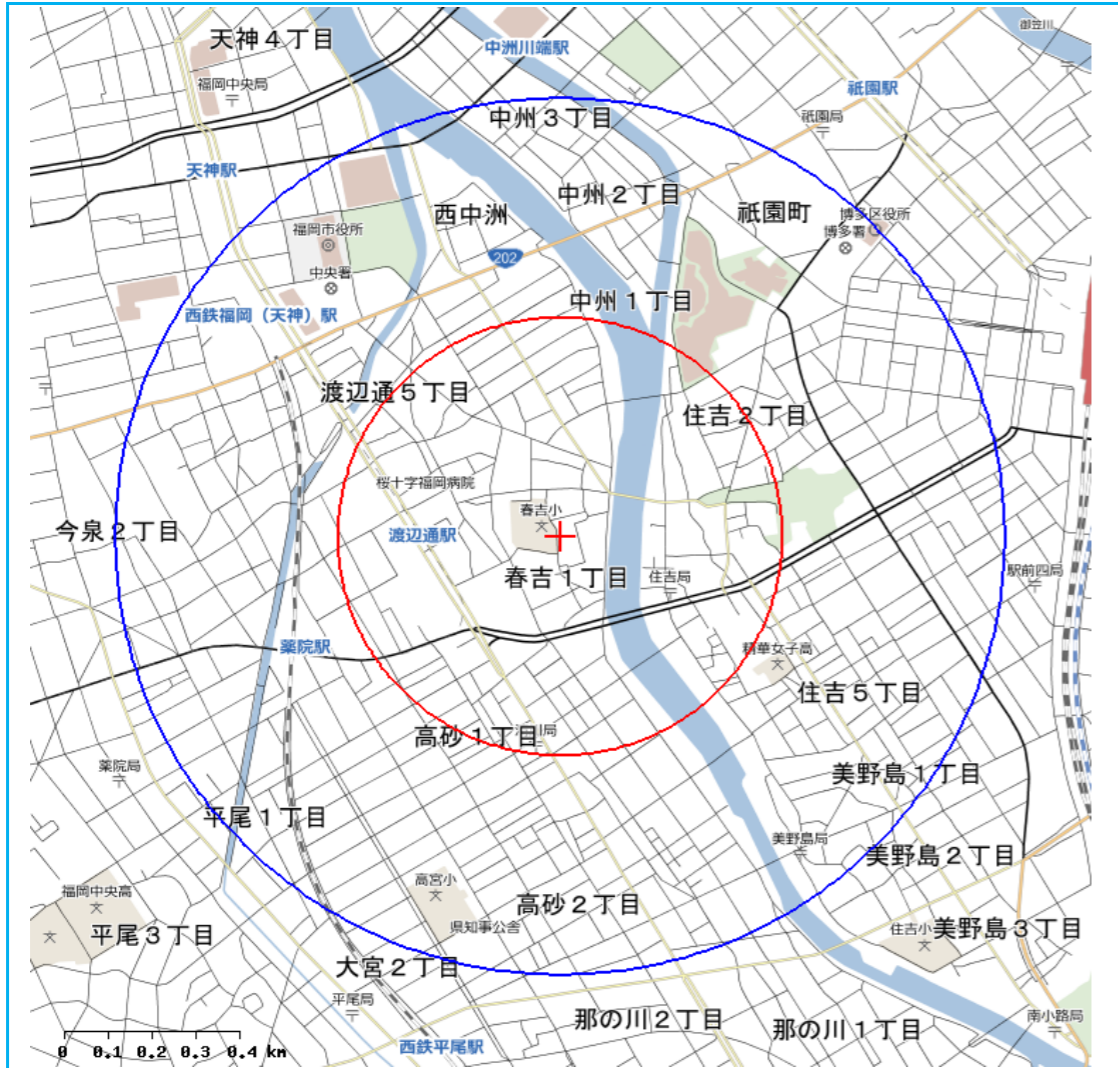 天神４丁目
中洲川端駅
御笠川
福岡中央局
祇園駅
中州３丁目
祇園局
天神駅
中州２丁目
西中洲
祇園町
博多区役所
福岡市役所
博多署
202
中央署
中州１丁目
西鉄福岡（天神）駅
渡辺通５丁目
住吉２丁目
桜十字福岡病院
春吉小
今泉２丁目
渡辺通駅
春吉１丁目
住吉局
駅前四局
薬院駅
精華女子高
住吉５丁目
高砂１丁目
局
薬院局
美野島１丁目
平尾１丁目
美野島局
美野島２丁目
福岡中央高
高宮小
高砂２丁目
県知事公舎
住吉小
美野島３丁目
平尾３丁目
大宮２丁目
平尾局
那の川２丁目
那の川１丁目
南小路局
西鉄平尾駅
0 0.1 0.2 0.3 0.4 km